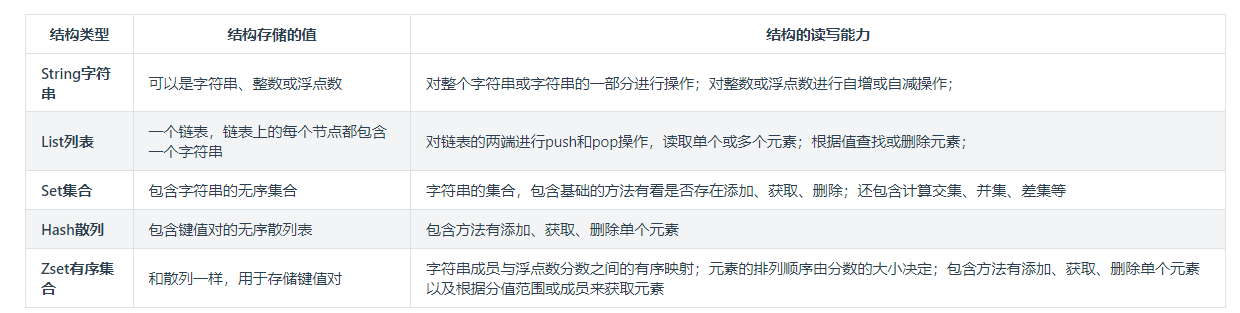 结构类型 结构存储的值 结构的读写能力
String字符串 可以是字符串、整数或浮点数 对整个字符串或字符串的一部分进行操作；对整数或浮点数进行自增或自减操作；
List列表 一个链表，链表上的每个节点都包含一个字符串 对链表的两端进行push和pop操作，读取单个或多个元素；根据值查找或删除元素；
Set集合 包含字符串的无序集合 字符串的集合，包含基础的方法有看是否存在添加、获取、删除；还包含计算交集、并集、差集等
Hash散列 包含键值对的无序散列表 包含方法有添加、获取、删除单个元素
Zset有序集合 和散列一样，用于存储键值对 字符串成员与浮点数分数之间的有序映射；元素的排列顺序由分数的大小决定；包含方法有添加、获取、删除单个元素以及根据分值范围或成员来获取元素